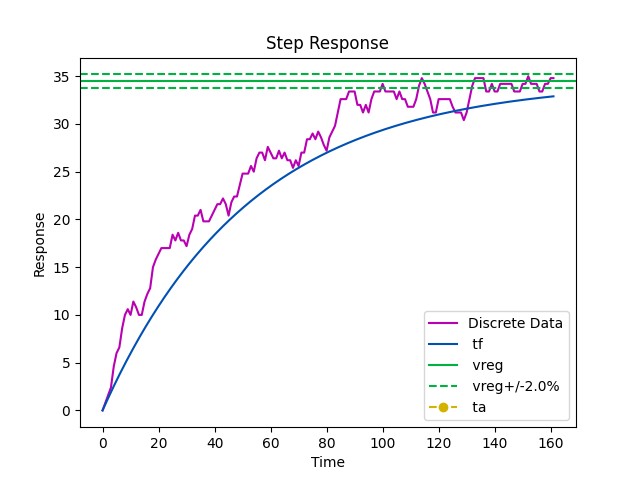 Step Response
Response
35
30
25
20
15
10
5
0
0 20 40 60 80 100 120 140 160
Time
Discrete Data
tf
vreg
vreg+/-2.0%
ta